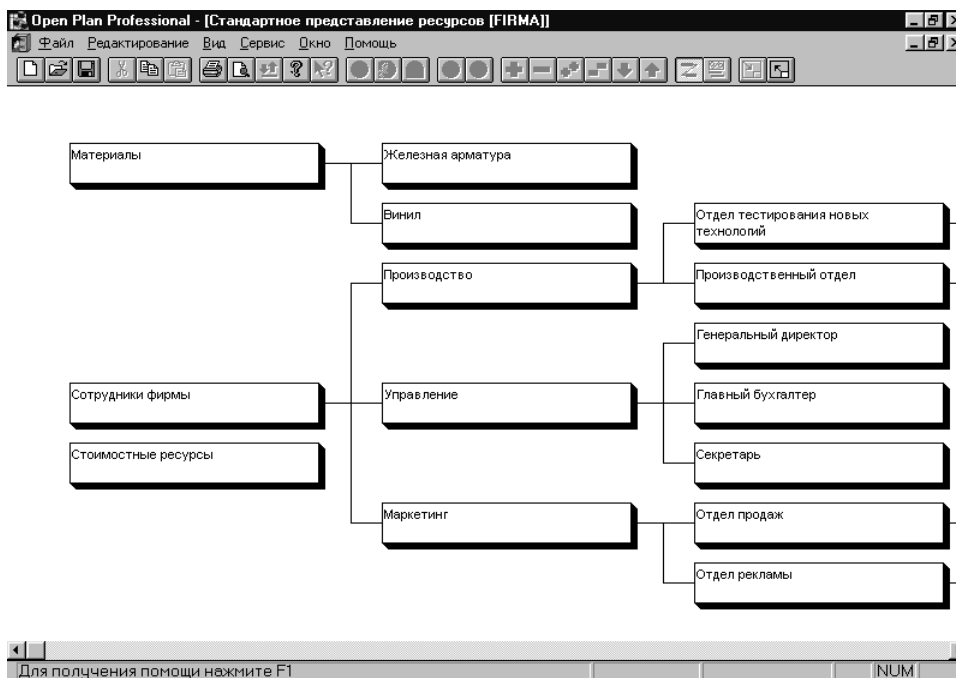 Open Plan Professional - [Стандартное представление ресурсов [FIRMA]]
Файл Редактирование Вид Сервис Окно Помощь
Материалы
Железная арматура
Винил
Отдел тестирования новых
технологий
Производство
Производственный отдел
Генеральный директор
Сотрудники фирмы
Управление
Главный бухгалтер
Стоимостные ресурсы
Секретарь
Маркетинг
Отдел продаж
Отдел рекламы
Для получения помощи нажмите F1
NUM